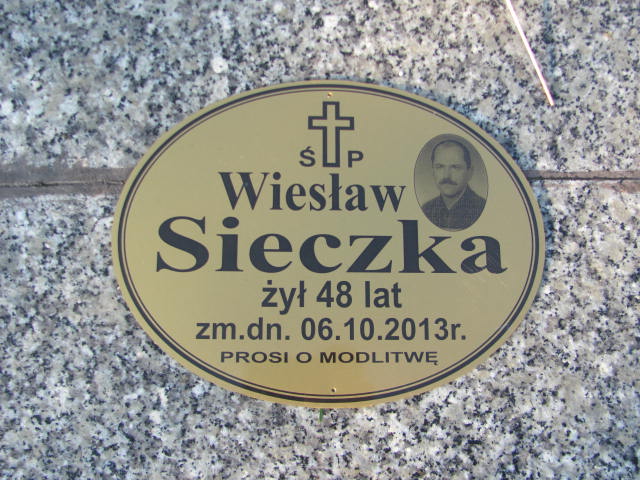 Ś P
Wiesław
Sieczka
żył 48 lat
zm.dn. 06.10.2013r.
PROSI O MODLITWĘ